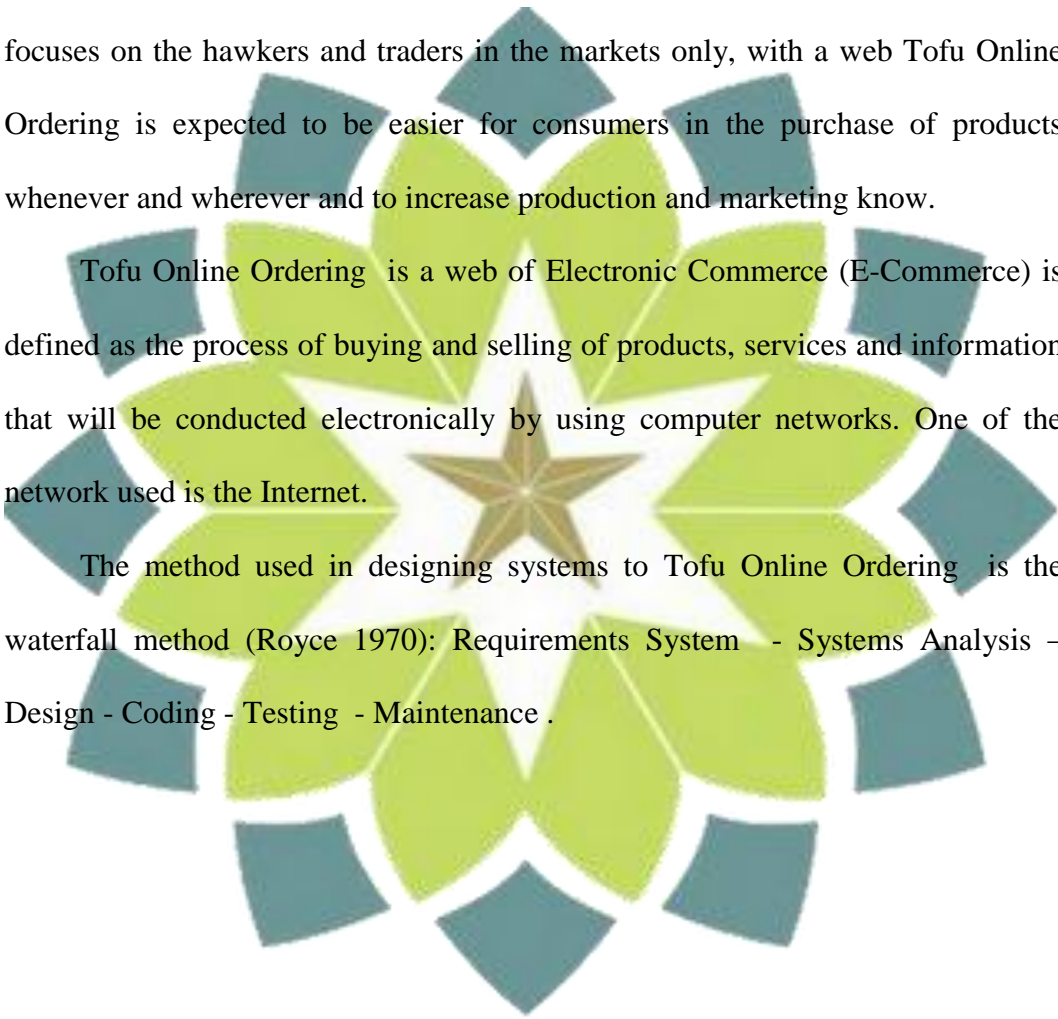 focuses on the hawkers and traders in the markets only, with a web Tofu Online
Ordering is expected to be easier for consumers in the purchase of products
whenever and wherever and to increase production and marketing know.
Tofu Online Ordering is a web of Electronic Commerce (E-Commerce) is
defined as the process of buying and selling of products, services and information
that will be conducted electronically by using computer networks. One of the
network used is the Internet.
The method used in designing systems to Tofu Online Ordering is the
waterfall method (Royce 1970): Requirements System - Systems Analysis –
Design - Coding - Testing - Maintenance .